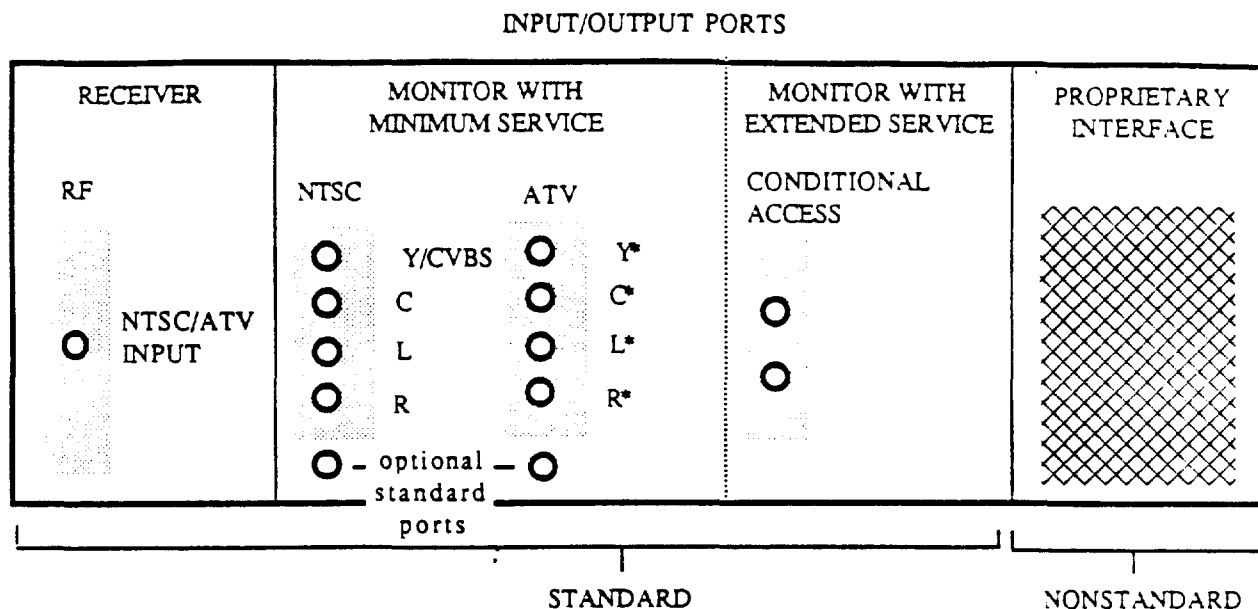 INPUT/OUTPUT PORTS
RECEIVER
RF
NTSC/ATV
INPUT
MONITOR WITH
MINIMUM SERVICE
NTSC
Y/CVBS
C
L
R
ATV
Y*
C*
L*
R*
optional
standard
ports
MONITOR WITH
EXTENDED SERVICE
CONDITIONAL
ACCESS
PROPRIETARY
INTERFACE
STANDARD
NONSTANDARD